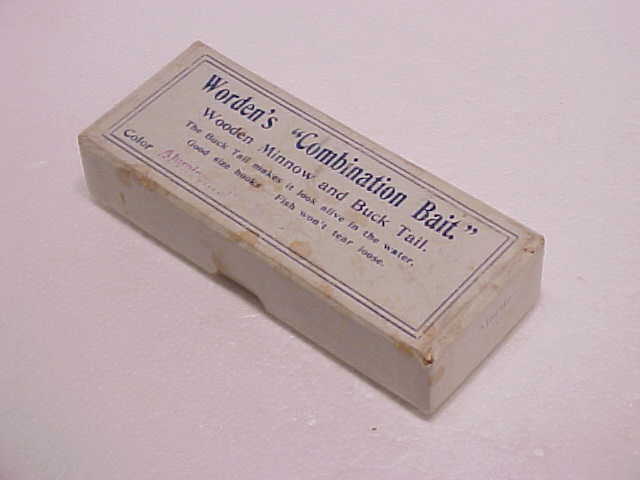 Worden's "Combination Bait."
Wooden Minnow and Buck Tail.
The Buck Tail makes it look alive in the water.
Good size hooks. Fish won't tear loose.
Color